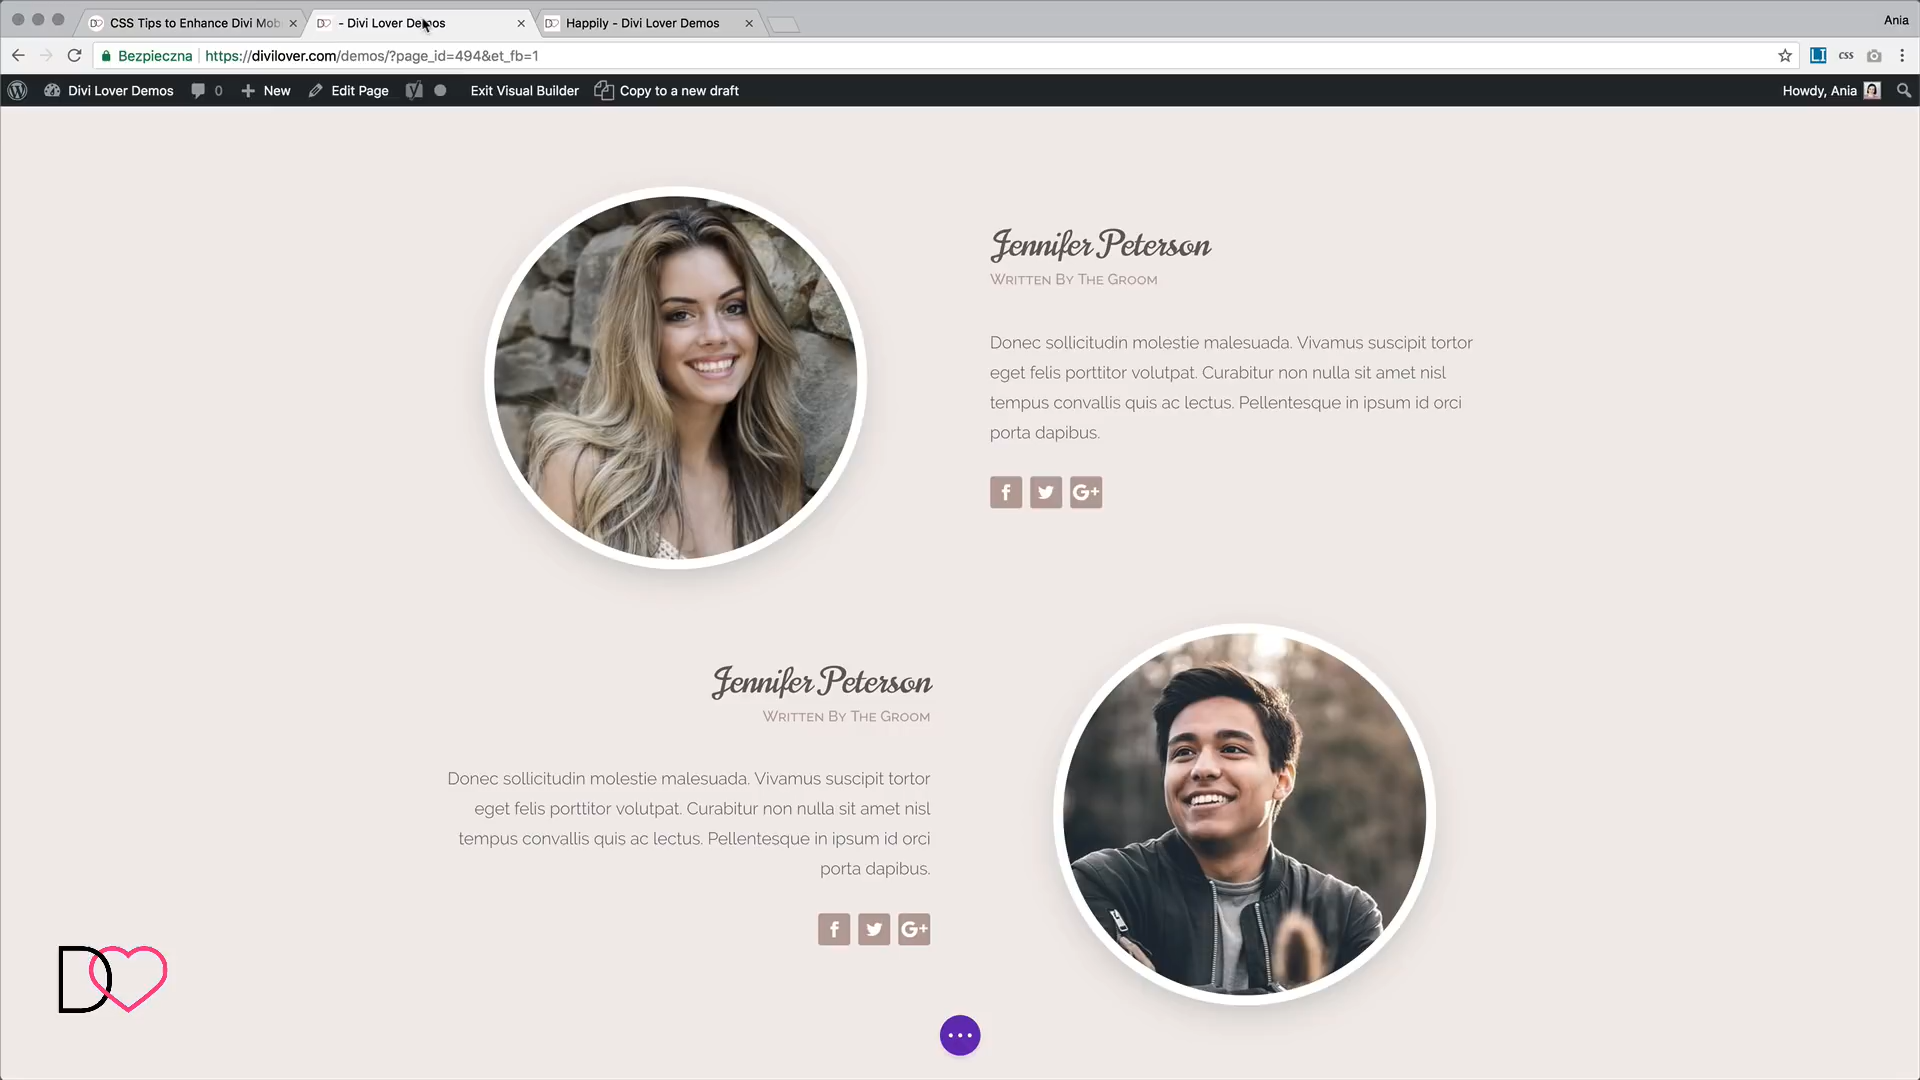 CSS Tips to Enhance Divi Mob
- Divi Lover Demos
Happily - Divi Lover Demos
Ania
Bezpieczna
https://divilover.com/demos/?page_id=494&et_fb=1
LI
CSS
Divi Lover Demos
0
New
Edit Page
Exit Visual Builder
Copy to a new draft
Howdy, Ania
Jennifer Peterson
Written By The Groom
Donec sollicitudin molestie malesuada. Vivamus suscipit tortor
eget felis porttitor volutpat. Curabitur non nulla sit amet nisl
tempus convallis quis ac lectus. Pellentesque in ipsum id orci
porta dapibus.
f
G+
Jennifer Peterson
Written By The Groom
Donec sollicitudin molestie malesuada. Vivamus suscipit tortor
eget felis porttitor volutpat. Curabitur non nulla sit amet nisl
tempus convallis quis ac lectus. Pellentesque in ipsum id orci
porta dapibus.
f
G+
D